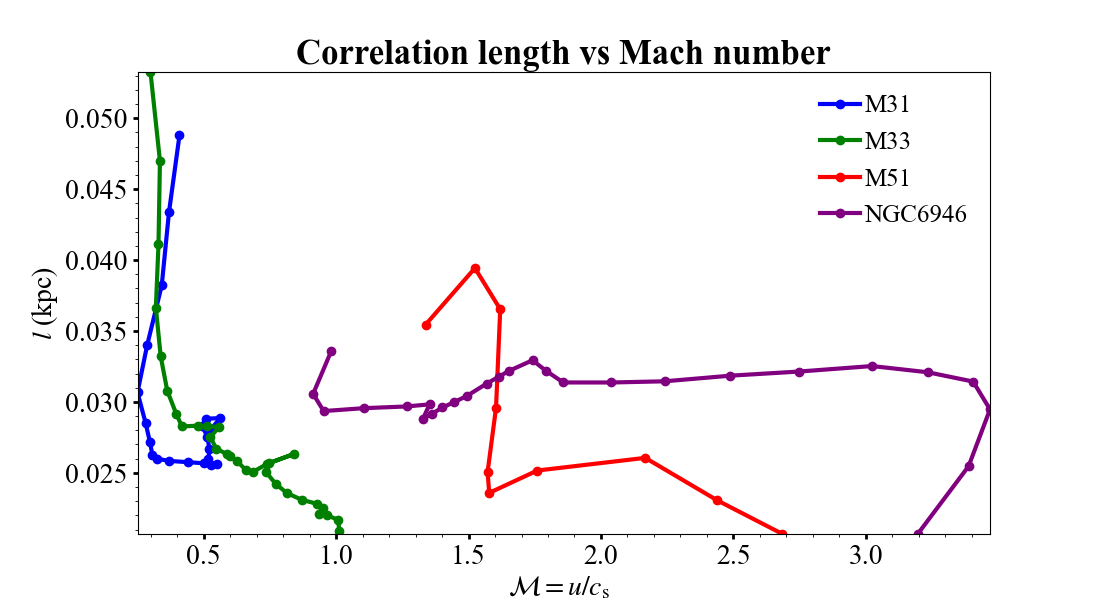 Correlation length vs Mach number
0.050
0.045
0.040
0.035
0.030
0.025
l (kpc)
M31
M33
M51
NGC6946
0.5 1.0 1.5 2.0 2.5 3.0
ℳ = u/cₛ